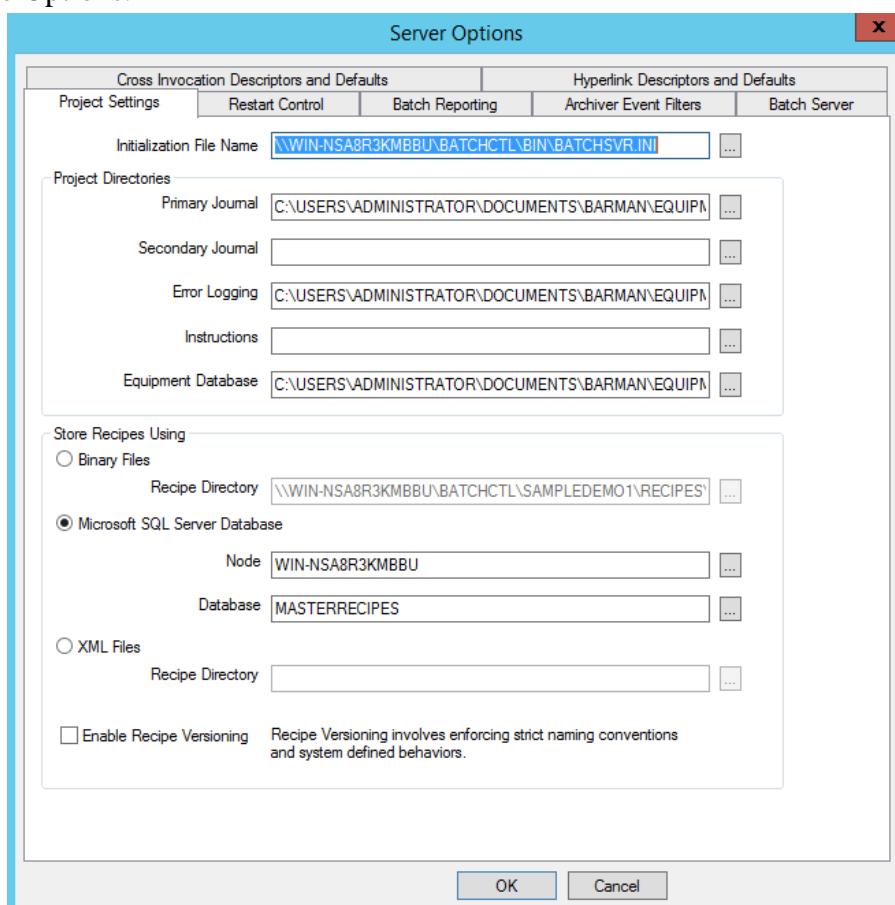 Server Options
x
Cross Invocation Descriptors and Defaults Hyperlink Descriptors and Defaults
Project Settings Restart Control Batch Reporting Archiver Event Filters Batch Server
Initialization File Name \\WIN-NSA8R3KMBBU\BATCHCTL\BIN\BATCHSVR.INI ...
Project Directories
Primary Journal C:\USERS\ADMINISTRATOR\DOCUMENTS\BARMAN\EQUIPM ...
Secondary Journal ...
Error Logging C:\USERS\ADMINISTRATOR\DOCUMENTS\BARMAN\EQUIPM ...
Instructions ...
Equipment Database C:\USERS\ADMINISTRATOR\DOCUMENTS\BARMAN\EQUIPM ...
Store Recipes Using
Binary Files
Recipe Directory \\WIN-NSA8R3KMBBU\BATCHCTL\SAMPLEDEMO1\RECIPES\ ...
Microsoft SQL Server Database
Node WIN-NSA8R3KMBBU ...
Database MASTERRECIPES ...
XML Files
Recipe Directory ...
Enable Recipe Versioning Recipe Versioning involves enforcing strict naming conventions
and system defined behaviors.
OK Cancel